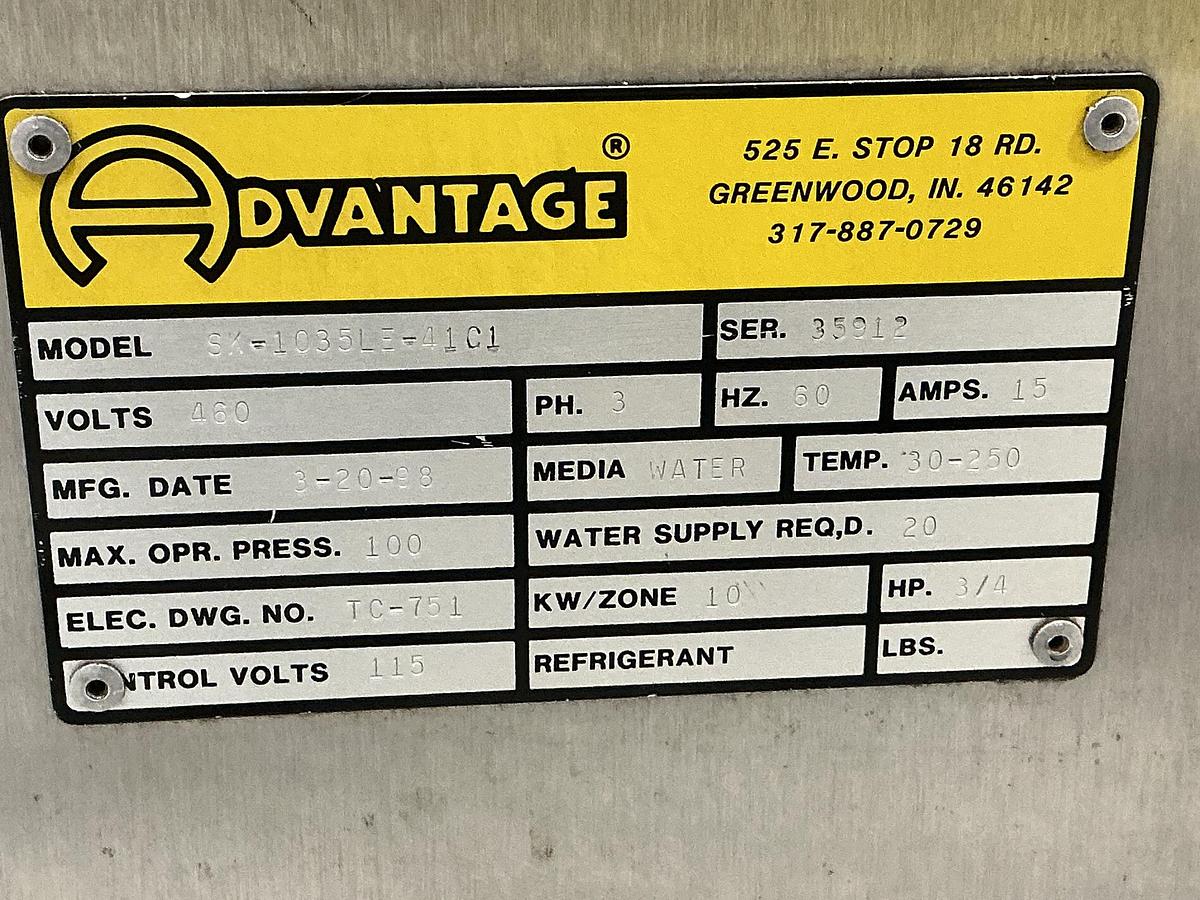 ADVANTAGE ®
525 E. STOP 18 RD.
GREENWOOD, IN. 46142
317-887-0729
MODEL SK-1035LE-41C1
SER. 35912
VOLTS 460
PH. 3
HZ. 60
AMPS. 15
MFG. DATE 3-20-98
MEDIA WATER
TEMP. 30-250
MAX. OPR. PRESS. 100
WATER SUPPLY REQ,D. 20
ELEC. DWG. NO. TC-751
KW/ZONE 10
HP. 3/4
NTROL VOLTS 115
REFRIGERANT
LBS.